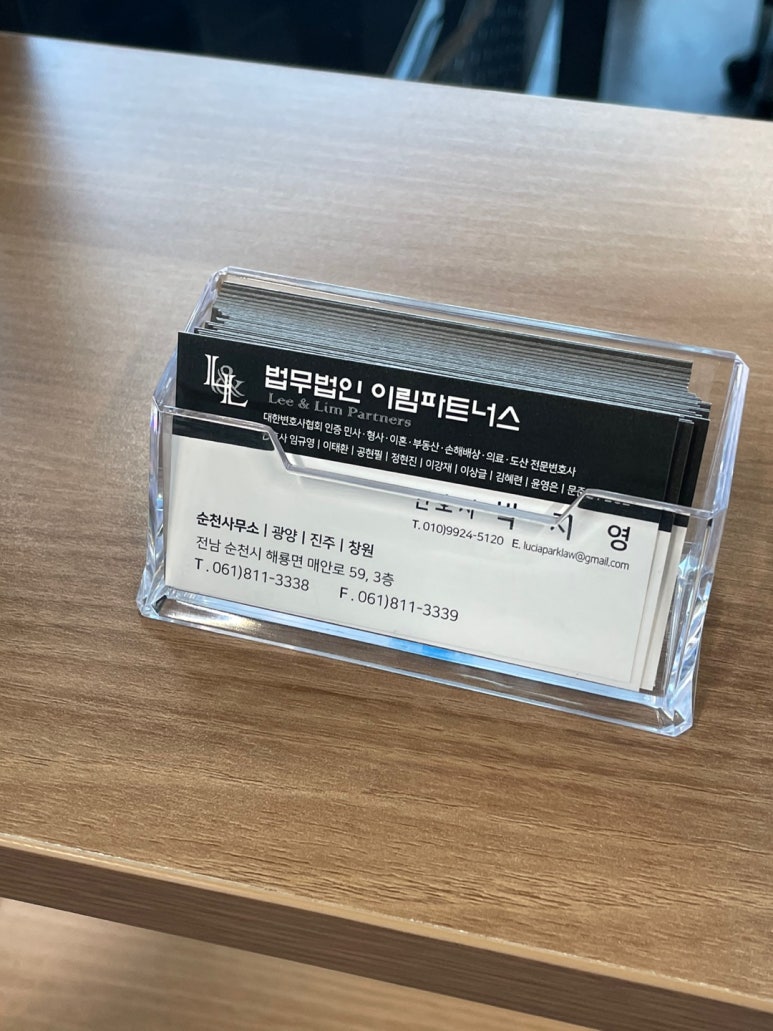 L&L
법무법인 이림파트너스
Lee & Lim Partners
대한변호사협회 인증 민사 · 형사 · 이혼 · 부동산 · 손해배상 · 의료 · 도산 전문변호사
임규영 | 이태환 | 공현필 | 정현진 | 이강재 | 이상글 | 김혜련 | 윤영은 |
영
T. 010)9924-5120 E. luciaparklaw@gmail.com
순천사무소 | 광양 | 진주 | 창원
전남 순천시 해룡면 매안로 59, 3층
T . 061)811-3338 F . 061)811-3339